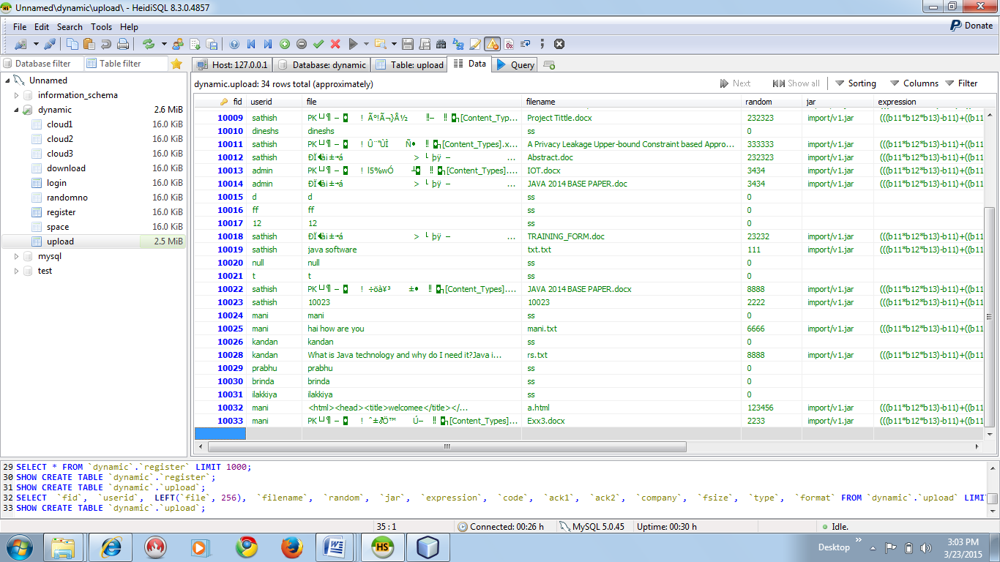 Unnamed\dynamic\upload\ - HeidiSQL 8.3.0.4857
File Edit Search Tools Help
Donate
Database filter Table filter
Host: 127.0.0.1 Database: dynamic Table: upload Data Query
Unnamed
information_schema
dynamic 2.6 MiB
cloud1 16.0 KiB
cloud2 16.0 KiB
cloud3 16.0 KiB
download 16.0 KiB
login 16.0 KiB
randomno 16.0 KiB
register 16.0 KiB
space 16.0 KiB
upload 2.5 MiB
mysql
test
dynamic.upload: 34 rows total (approximately) Next Show all Sorting Columns Filter
fid userid file filename random jar expression
10009 sathish [Content_Typ... Project Tittle.docx 232323 import/v1.jar (((b11*b12*b13)-b11)+((b11
10010 dineshs dineshs ss 0
10011 sathish [Content_Types].x... A Privacy Leakage Upper-bound Constraint based Appro... 333333 import/v1.jar (((b11*b12*b13)-b11)+((b11
10012 sathish ... Abstract.doc 232323 import/v1.jar (((b11*b12*b13)-b11)+((b11
10013 admin [Content_Types].... IOT.docx 3434 import/v1.jar (((b11*b12*b13)-b11)+((b11
10014 admin ... JAVA 2014 BASE PAPER.doc 3434 import/v1.jar (((b11*b12*b13)-b11)+((b11
10015 d d ss 0
10016 ff ff ss 0
10017 12 12 ss 0
10018 sathish ... TRAINING_FORM.doc 23232 import/v1.jar (((b11*b12*b13)-b11)+((b11
10019 sathish java software txt.txt 111 import/v1.jar (((b11*b12*b13)-b11)+((b11
10020 null null ss 0
10021 t t ss 0
10022 sathish [Content_Types].... JAVA 2014 BASE PAPER.docx 8888 import/v1.jar (((b11*b12*b13)-b11)+((b11
10023 sathish 10023 10023 2222 import/v1.jar (((b11*b12*b13)-b11)+((b11
10024 mani mani ss 0
10025 mani hai how are you mani.txt 6666 import/v1.jar (((b11*b12*b13)-b11)+((b11
10026 kandan kandan ss 0
10028 kandan What is Java technology and why do I need it?Java i... rs.txt 8888 import/v1.jar (((b11*b12*b13)-b11)+((b11
10029 prabhu prabhu ss 0
10030 brinda brinda ss 0
10031 ilakkiya ilakkiya ss 0
10032 mani <html><head><title>welcomee</title></... a.html 123456 import/v1.jar (((b11*b12*b13)-b11)+((b11
10033 mani [Content_Types]... Exx3.docx 2233 import/v1.jar (((b11*b12*b13)-b11)+((b11
29 SELECT * FROM `dynamic`.`register` LIMIT 1000;
30 SHOW CREATE TABLE `dynamic`.`register`;
31 SHOW CREATE TABLE `dynamic`.`upload`;
32 SELECT `fid`, `userid`, LEFT(`file`, 256), `filename`, `random`, `jar`, `expression`, `code`, `ack1`, `ack2`, `company`, `fsize`, `type`, `format` FROM `dynamic`.`upload` LIMIT
33 SHOW CREATE TABLE `dynamic`.`upload`;
35 : 1 Connected: 00:26 h MySQL 5.0.45 Uptime: 00:30 h Idle.
Desktop
3:03 PM
3/23/2015